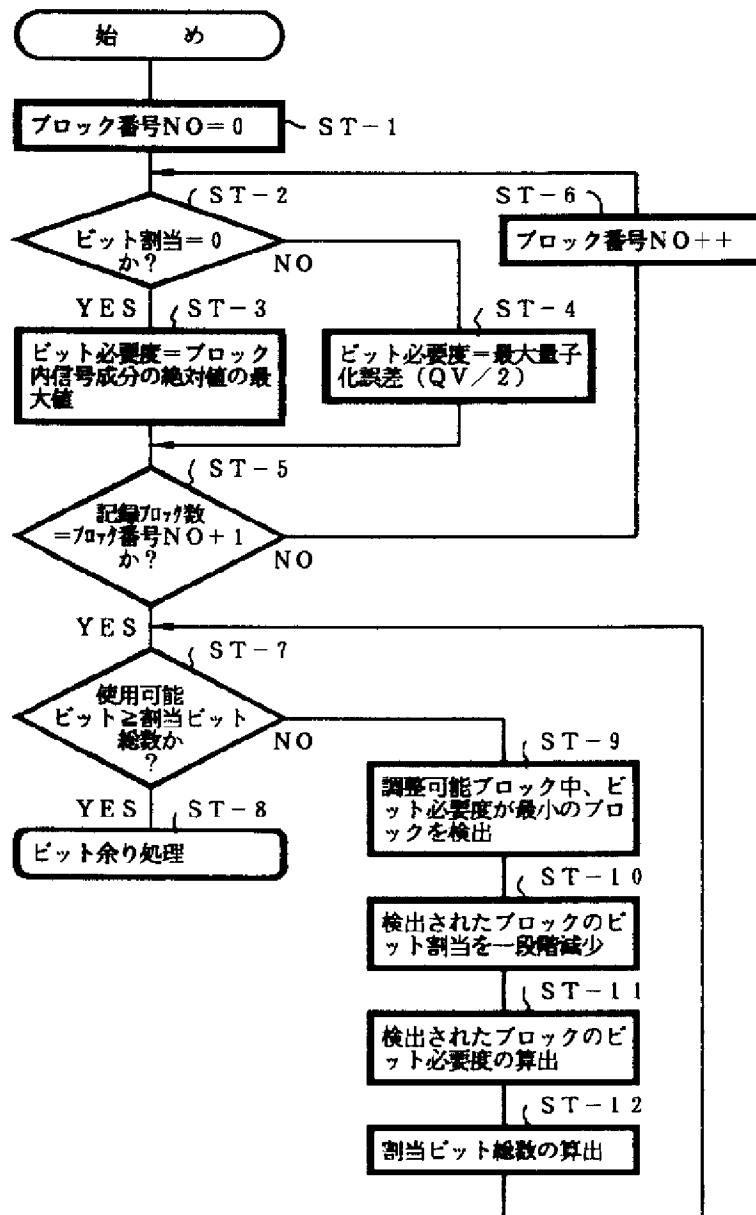 始 め
ブロック番号NO=0
ST-1
ST-2
ビット割当=0
か?
NO
YES
ST-6
ブロック番号NO++
ST-3
ビット必要度=ブロック
内信号成分の絶対値の最
大値
ST-4
ビット必要度=最大量子
化誤差(QV/2)
ST-5
記録ブロック数
=ブロック番号NO+1
か?
NO
YES
ST-7
使用可能
ビット≧割当ビット
総数か
?
NO
YES
ST-8
ビット余り処理
ST-9
調整可能ブロック中、ビ
ット必要度が最小のブロ
ックを検出
ST-10
検出されたブロックのビ
ット割当を一段階減少
ST-11
検出されたブロックのビ
ット必要度の算出
ST-12
割当ビット総数の算出